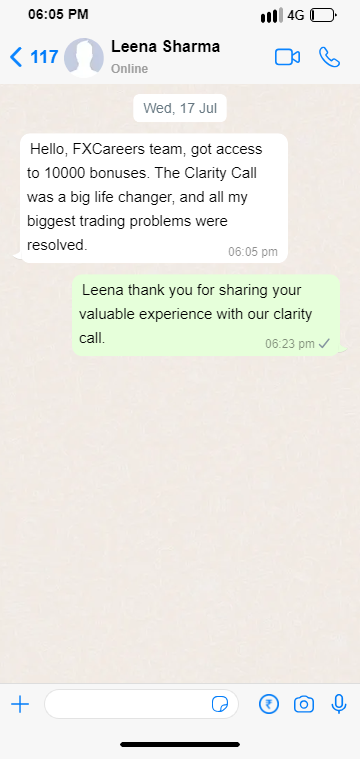 06:05 PM
4G
117
Leena Sharma
Online
Wed, 17 Jul
Hello, FXCareers team, got access
to 10000 bonuses. The Clarity Call
was a big life changer, and all my
biggest trading problems were
resolved.
06:05 pm
Leena thank you for sharing your
valuable experience with our clarity
call.
06:23 pm
₹